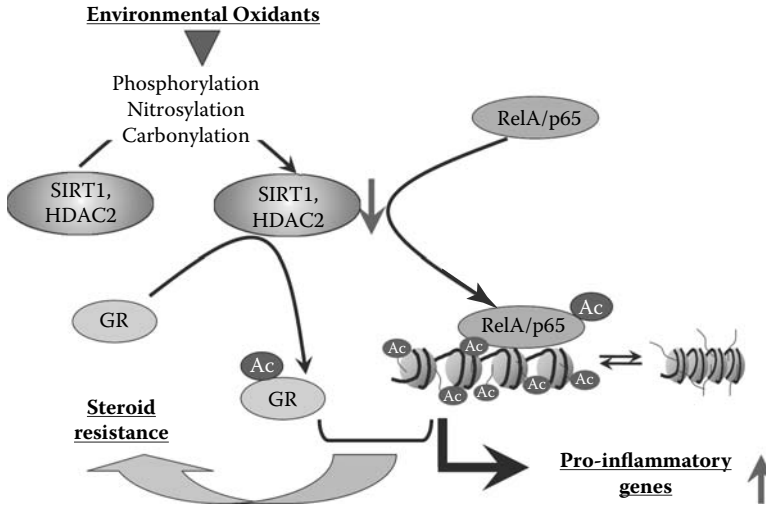 Environmental Oxidants
Phosphorylation
Nitrosylation
Carbonylation
RelA/p65
SIRT1,
HDAC2
SIRT1,
HDAC2
GR
RelA/p65
Ac
Ac
Ac
Ac
Ac
Ac
Ac
Ac
GR
Steroid
resistance
Pro-inflammatory
genes